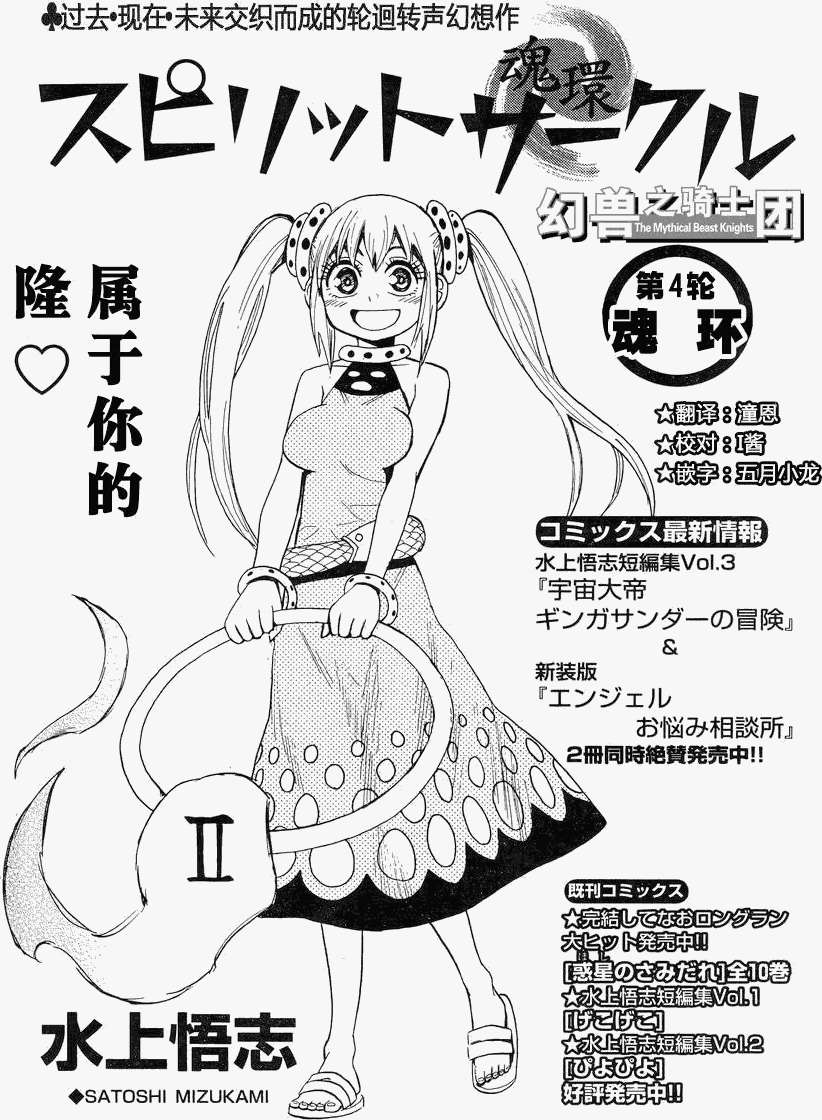 ♣过去•现在•未来交织而成的轮迴转声幻想作
魂環
スピリットサークル
幻兽之骑士团
The Mythical Beast Knights
第4轮
魂环
属于你的
隆♡
★翻译：潼恩
★校对：I酱
★嵌字：五月小龙
コミックス最新情報
水上悟志短編集Vol.3
『宇宙大帝
ギンガサンダーの冒険』
&
新装版
『エンジェル
お悩み相談所』
2冊同時絶賛発売中!!
II
既刊コミックス
★完結してなおロングラン
大ヒット発売中!!
ほし
[惑星のさみだれ]全10巻
★水上悟志短編集Vol.1
[げこげこ]
★水上悟志短編集Vol.2
[ぴよぴよ]
好評発売中!!
水上悟志
◆SATOSHI MIZUKAMI